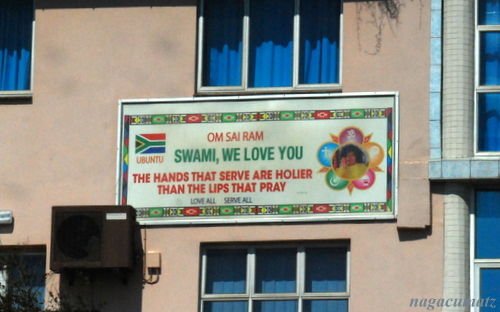 OM SAI RAM
UBUNTU
SWAMI, WE LOVE YOU
THE HANDS THAT SERVE ARE HOLIER
THAN THE LIPS THAT PRAY
LOVE ALL SERVE ALL
nagacumatz